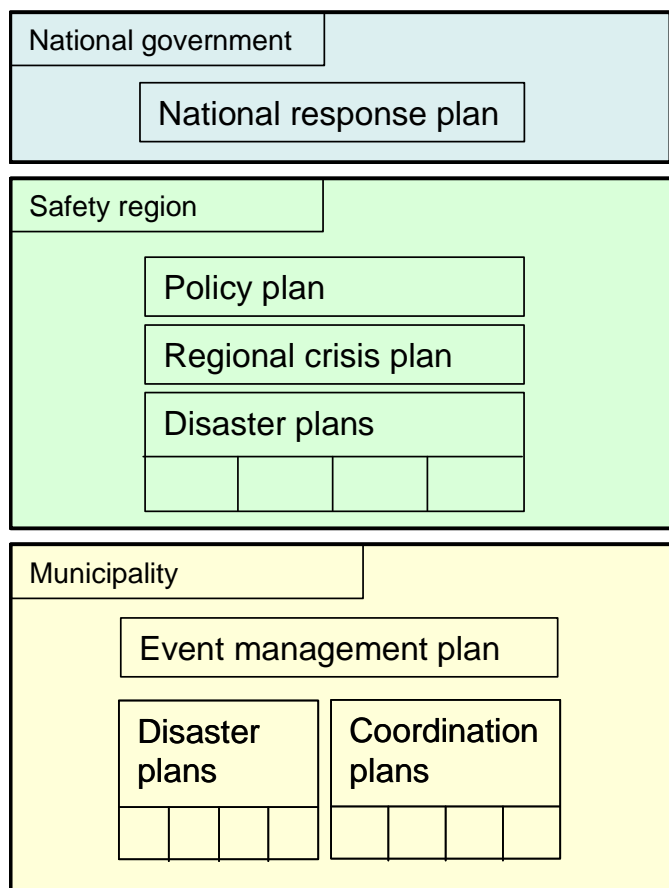 National government
National response plan
Safety region
Policy plan
Regional crisis plan
Disaster plans
Municipality
Event management plan
Disaster
plans
Coordination
plans